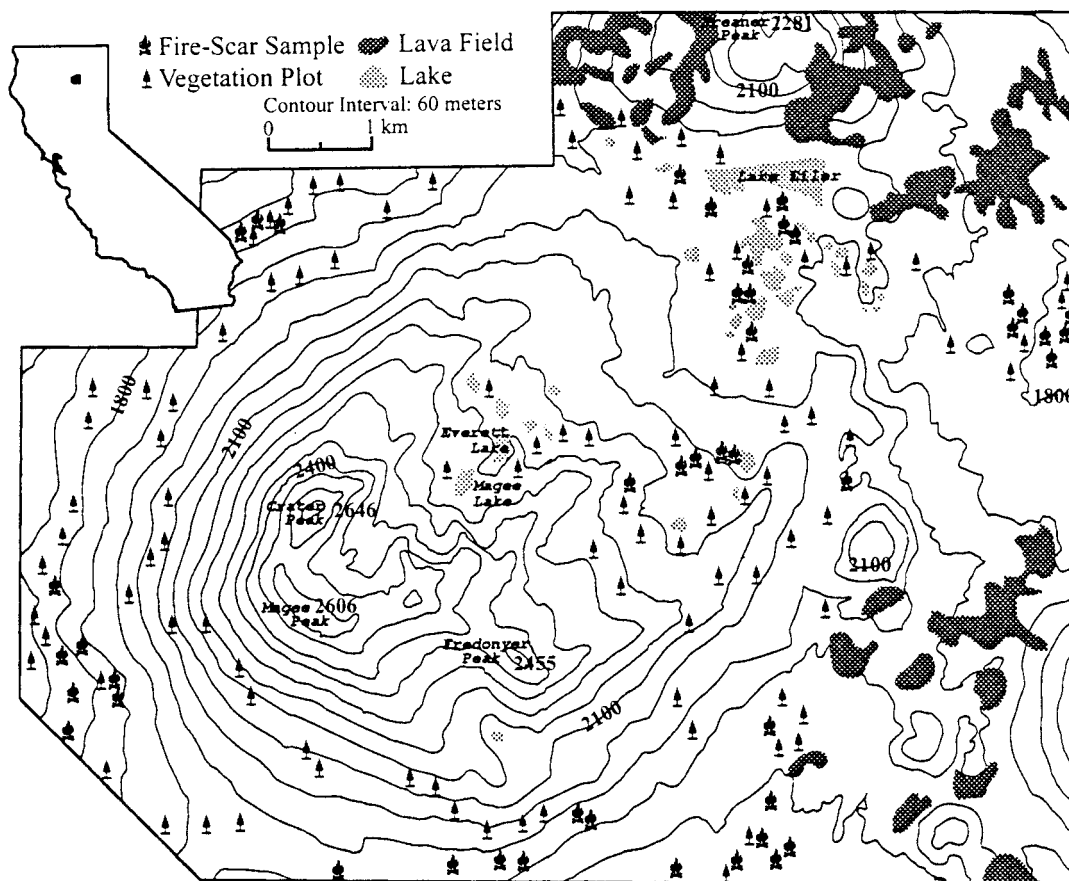 Fire-Scar Sample
Lava Field
Vegetation Plot
Lake
Contour Interval: 60 meters
0 1 km
Freaner
Peak
7281
2100
Lake Eiler
1800
2100
1800
Everett
Lake
2400
Magee
Lake
Crater
Peak
2646
2100
Magee
Peak
2606
Fredonyer
Peak
2455
2100